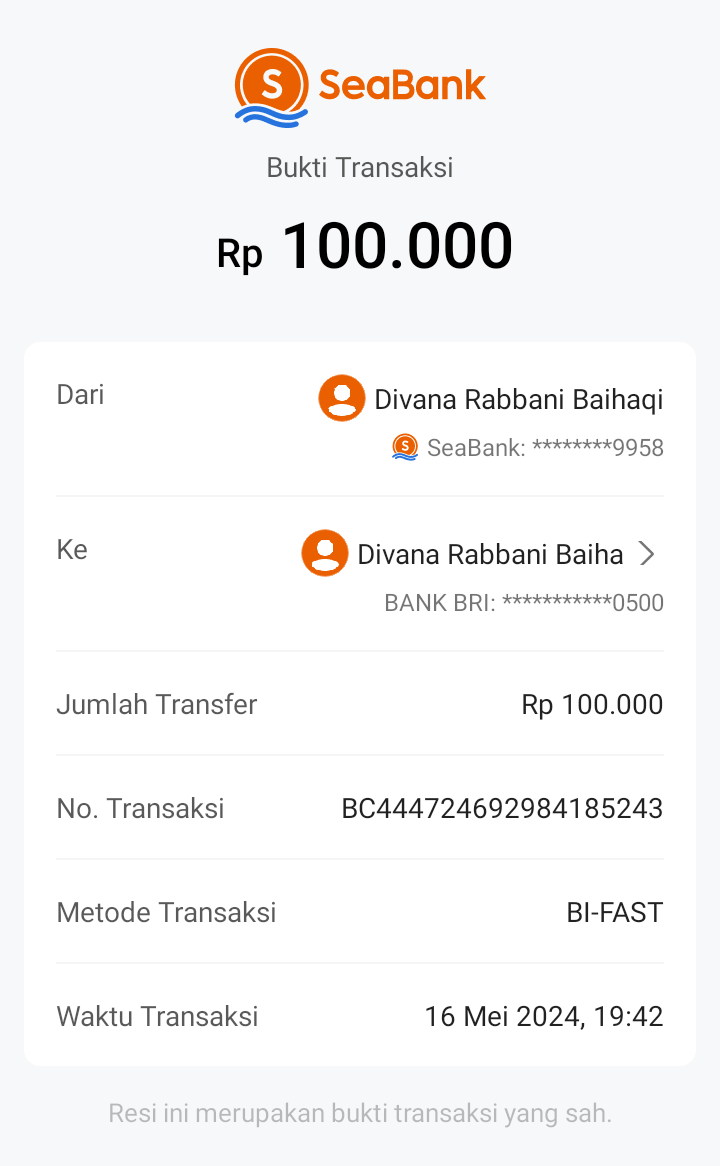 SeaBank
Bukti Transaksi
Rp 100.000
Dari
Divana Rabbani Baihaqi
SeaBank: ********9958
Ke
Divana Rabbani Baiha
BANK BRI: ***********0500
Jumlah Transfer Rp 100.000
No. Transaksi BC444724692984185243
Metode Transaksi BI-FAST
Waktu Transaksi 16 Mei 2024, 19:42
Resi ini merupakan bukti transaksi yang sah.